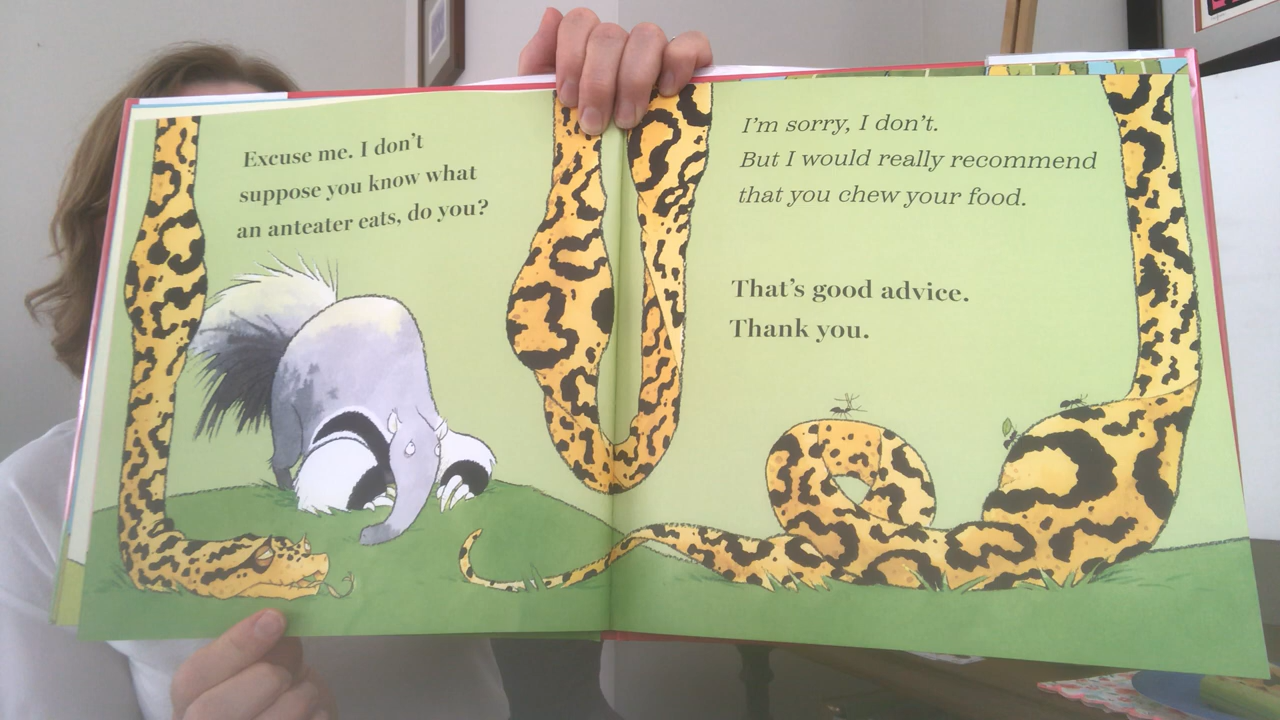 Excuse me. I don't
suppose you know what
an anteater eats, do you?
I'm sorry, I don't.
But I would really recommend
that you chew your food.
That's good advice.
Thank you.